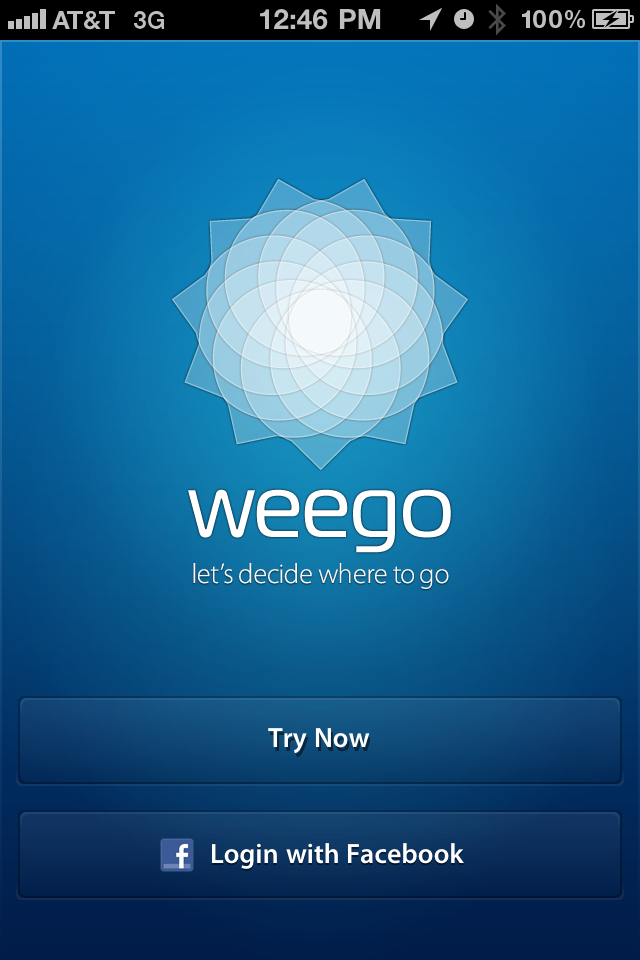 AT&T 3G 12:46 PM 100%
weego
let's decide where to go
Try Now
f Login with Facebook